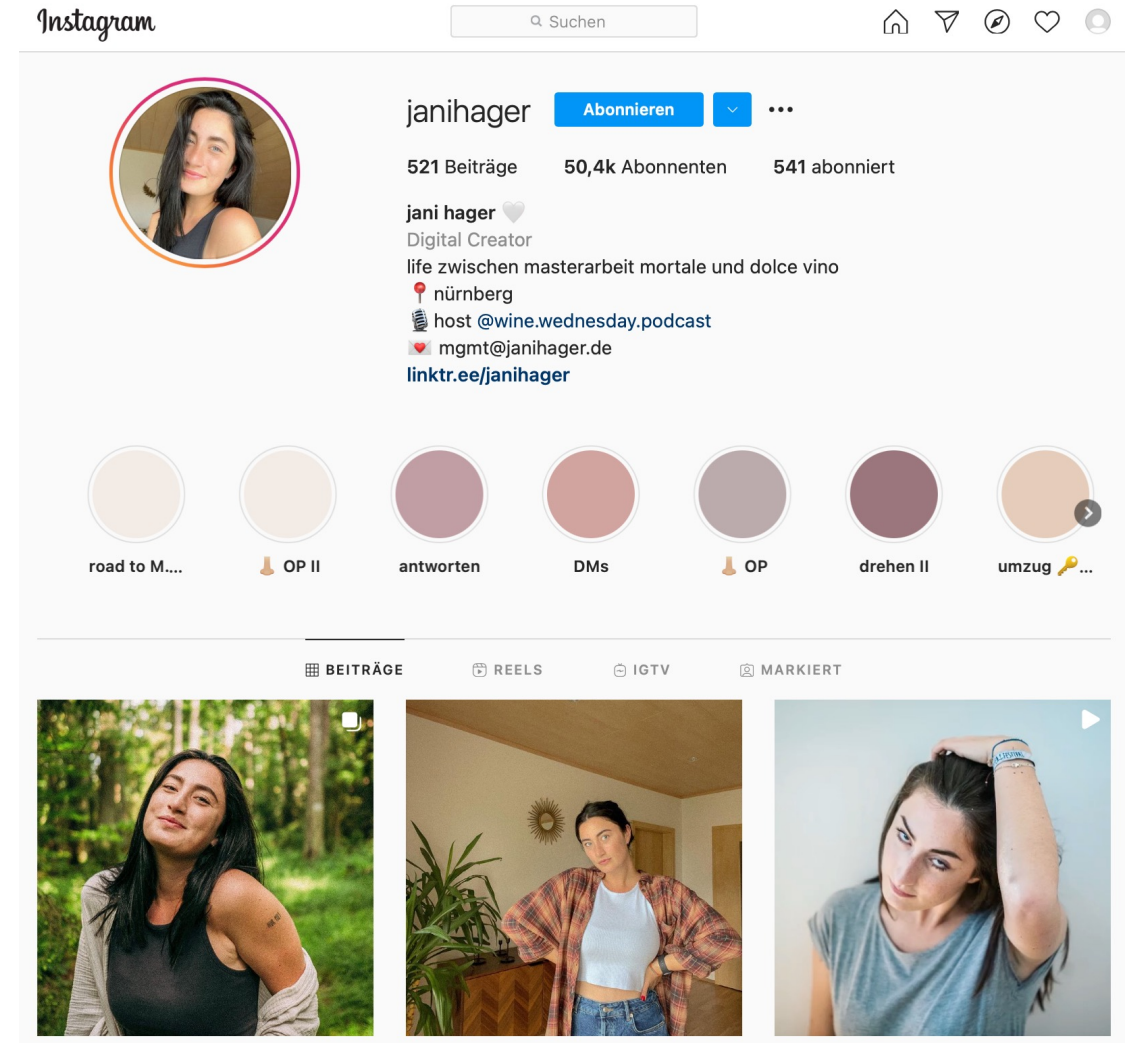 Instagram
Suchen
janihager Abonnieren
521 Beiträge 50,4k Abonnenten 541 abonniert
jani hager 🤍
Digital Creator
life zwischen masterarbeit mortale und dolce vino
📍 nürnberg
🎙 host @wine.wednesday.podcast
💌 mgmt@janihager.de
linktr.ee/janihager
road to M.... 👃🏼 OP II antworten DMs 👃🏼 OP drehen II umzug 🔑...
BEITRÄGE REELS IGTV MARKIERT